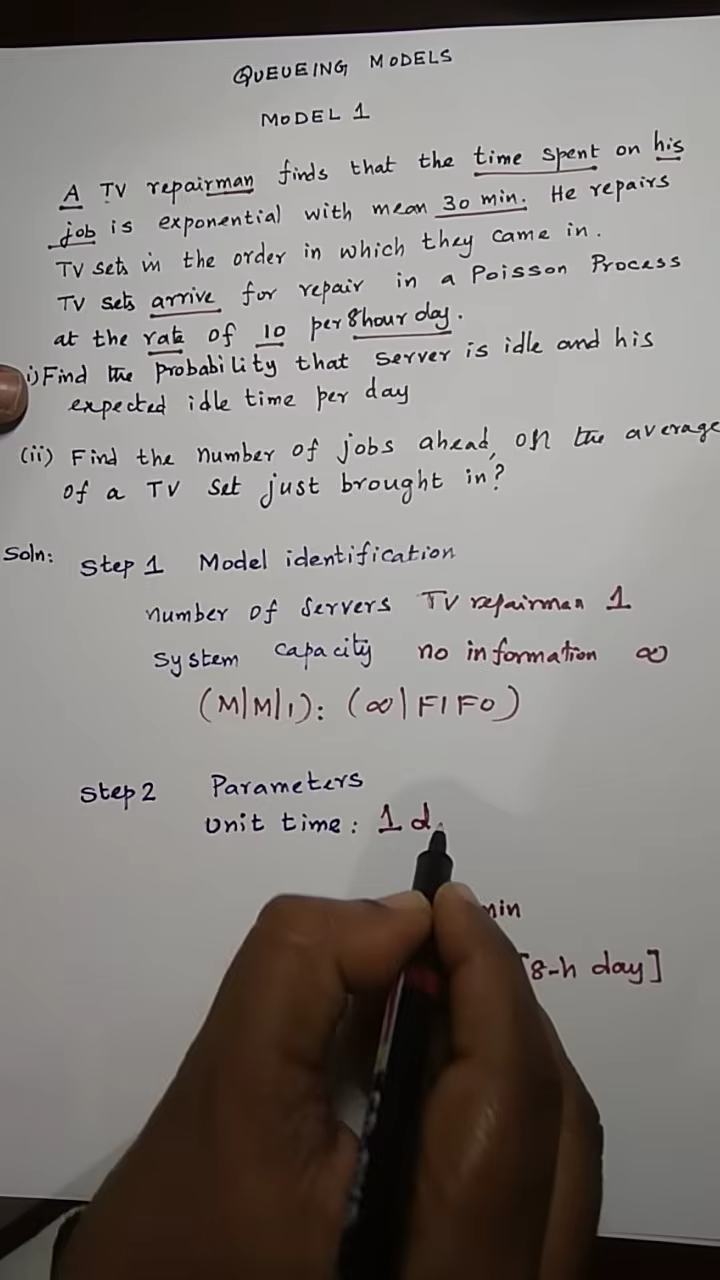 QUEUEING MODELS
MODEL 1
A TV repairman finds that the time spent on his
job is exponential with mean 30 min. He repairs
TV sets in the order in which they came in.
TV sets arrive for repair in a Poisson Process
at the rate of 10 per 8hour day.
i) Find the probability that server is idle and his
expected idle time per day
(ii) Find the number of jobs ahead, on the average
of a TV set just brought in?
Soln: Step 1 Model identification
number of servers TV repairman 1
System capacity no information ∞
(M|M|1): (∞|FIFO)
Step 2 Parameters
Unit time: 1 d
min
[8-h day]